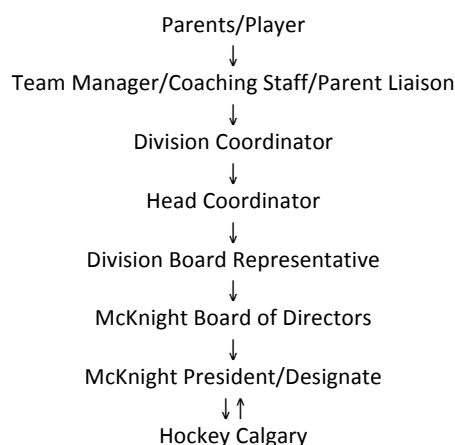 Parents/Player
↓
Team Manager/Coaching Staff/Parent Liaison
↓
Division Coordinator
↓
Head Coordinator
↓
Division Board Representative
↓
McKnight Board of Directors
↓
McKnight President/Designate
↓↑
Hockey Calgary